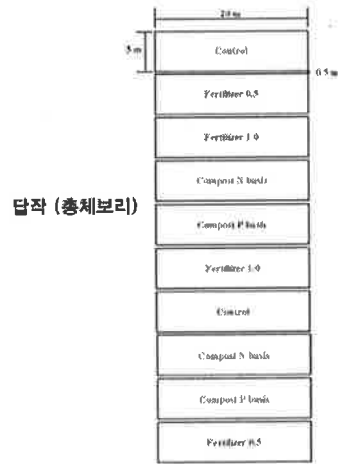 20 m
5 m
Control
0.5 m
Fertilizer 0.5
Fertilizer 1.0
Compost N basis
답작 (총체보리)
Compost P basis
Fertilizer 1.0
Control
Compost N basis
Compost P basis
Fertilizer 0.5